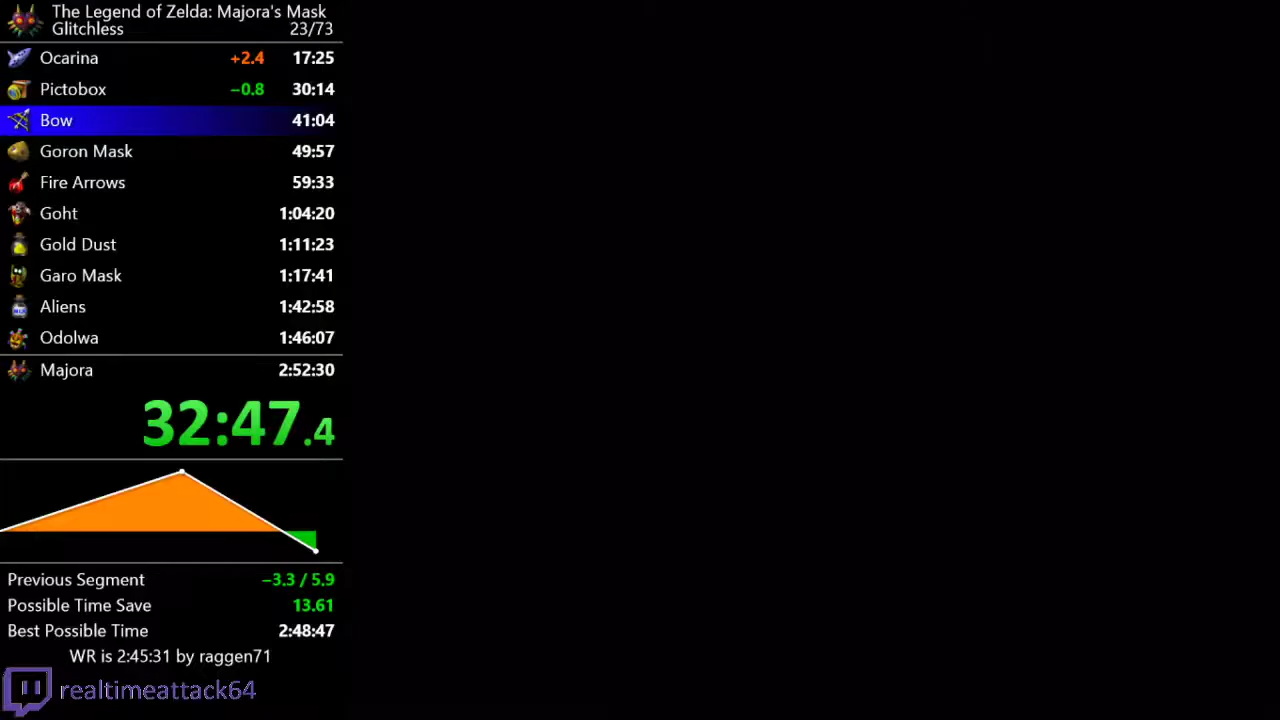 The Legend of Zelda: Majora's Mask
Glitchless 23/73
Ocarina +2.4 17:25
Pictobox −0.8 30:14
Bow 41:04
Goron Mask 49:57
Fire Arrows 59:33
Goht 1:04:20
Gold Dust 1:11:23
Garo Mask 1:17:41
Aliens 1:42:58
Odolwa 1:46:07
Majora 2:52:30
32:47.4
Previous Segment −3.3 / 5.9
Possible Time Save 13.61
Best Possible Time 2:48:47
WR is 2:45:31 by raggen71
realtimeattack64